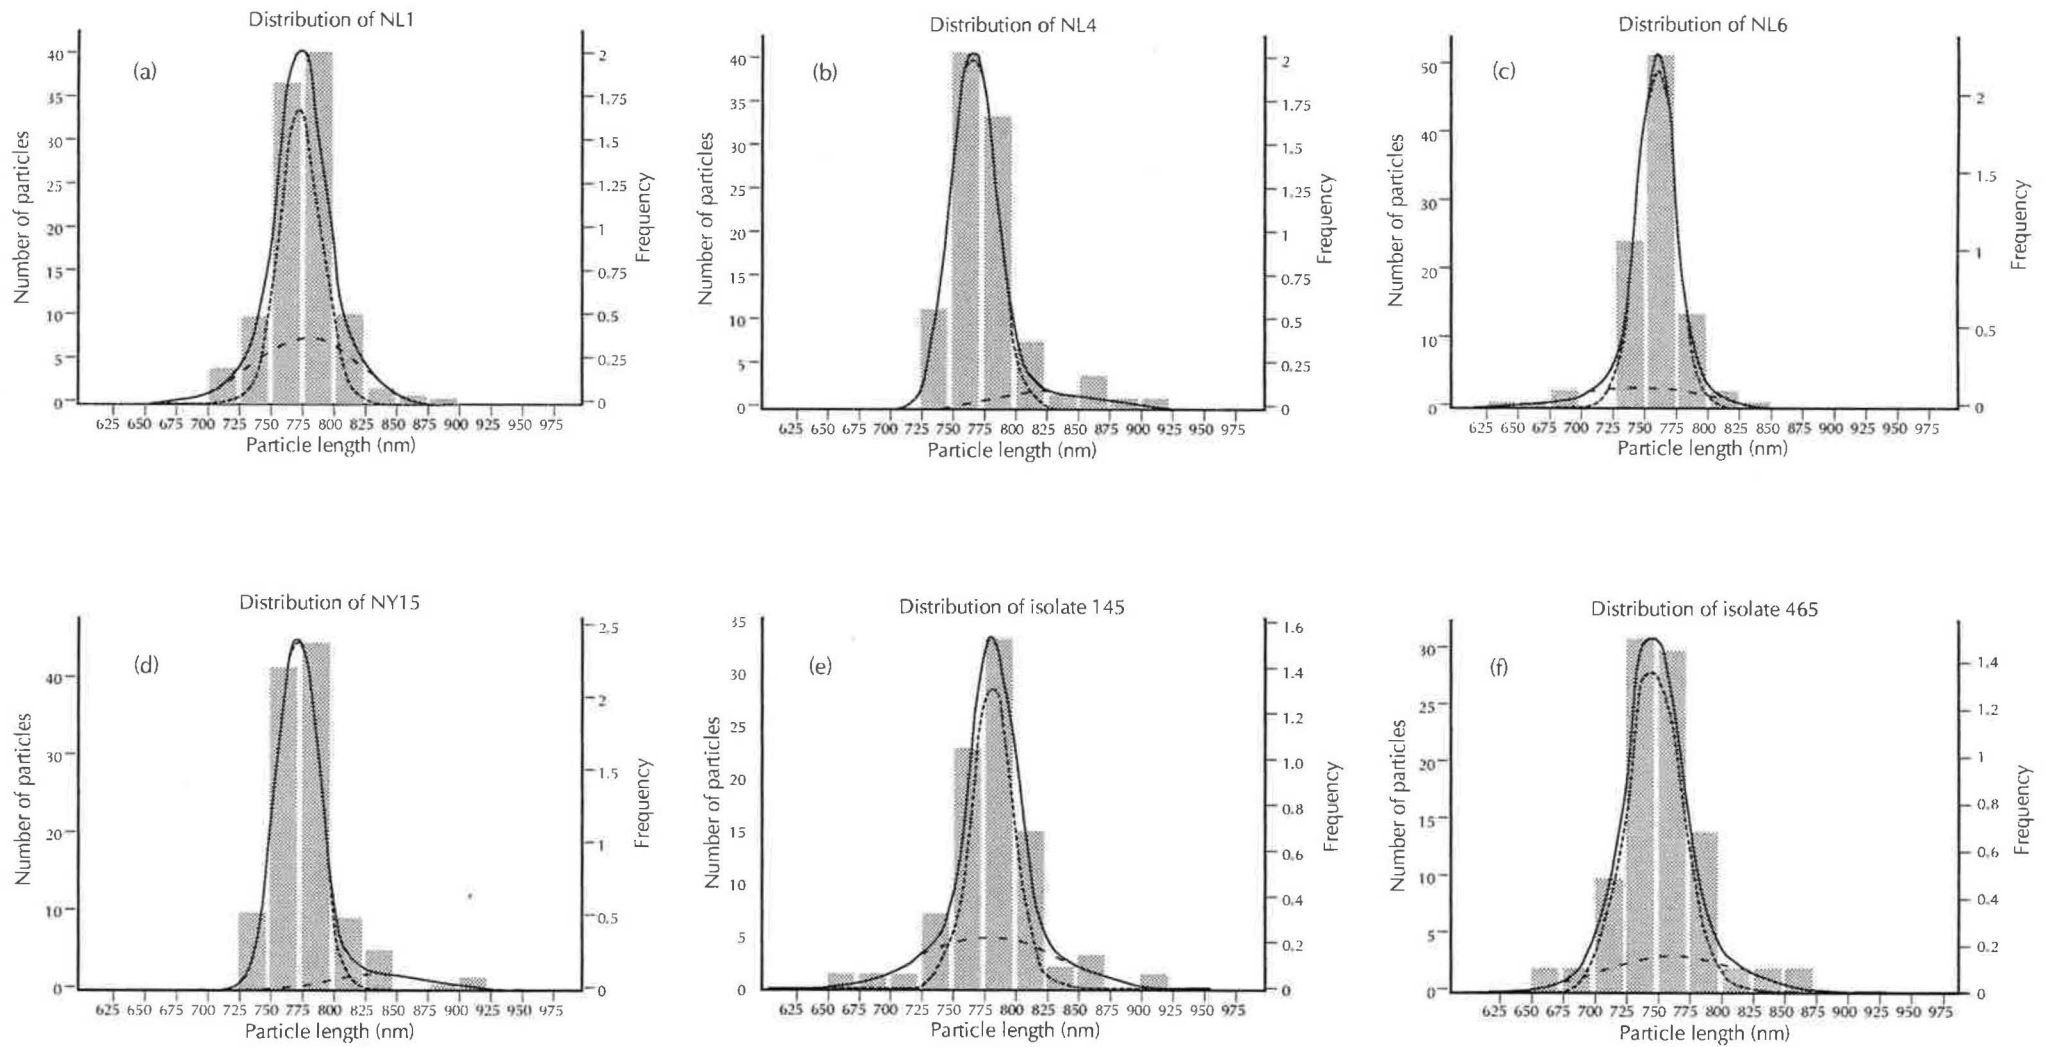 Distribution of NL1
(a)
Number of particles
40
35
30
25
20
15
10
5
0
2
1.75
1.5
1.25
1
0.75
0.5
0.25
0
Frequency
625 650 675 700 725 750 775 800 825 850 875 900 925 950 975
Particle length (nm)
Distribution of NL4
(b)
Number of particles
40
35
30
25
20
15
10
5
0
2
1.75
1.5
1.25
1
0.75
0.5
0.25
0
Frequency
625 650 675 700 725 750 775 800 825 850 875 900 925 950 975
Particle length (nm)
Distribution of NL6
(c)
Number of particles
50
40
30
20
10
0
2
1.5
1
0.5
0
Frequency
625 650 675 700 725 750 775 800 825 850 875 900 925 950 975
Particle length (nm)
Distribution of NY15
(d)
Number of particles
40
30
20
10
0
2.5
2
1.5
1
0.5
0
Frequency
625 650 675 700 725 750 775 800 825 850 875 900 925 950 975
Particle length (nm)
Distribution of isolate 145
(e)
Number of particles
35
30
25
20
15
10
5
0
1.6
1.4
1.2
1.0
0.8
0.6
0.4
0.2
0
Frequency
625 650 675 700 725 750 775 800 825 850 875 900 925 950 975
Particle length (nm)
Distribution of isolate 465
(f)
Number of particles
30
25
20
15
10
5
0
1.4
1.2
1
0.8
0.6
0.4
0.2
0
Frequency
625 650 675 700 725 750 775 800 825 850 875 900 925 950 975
Particle length (nm)